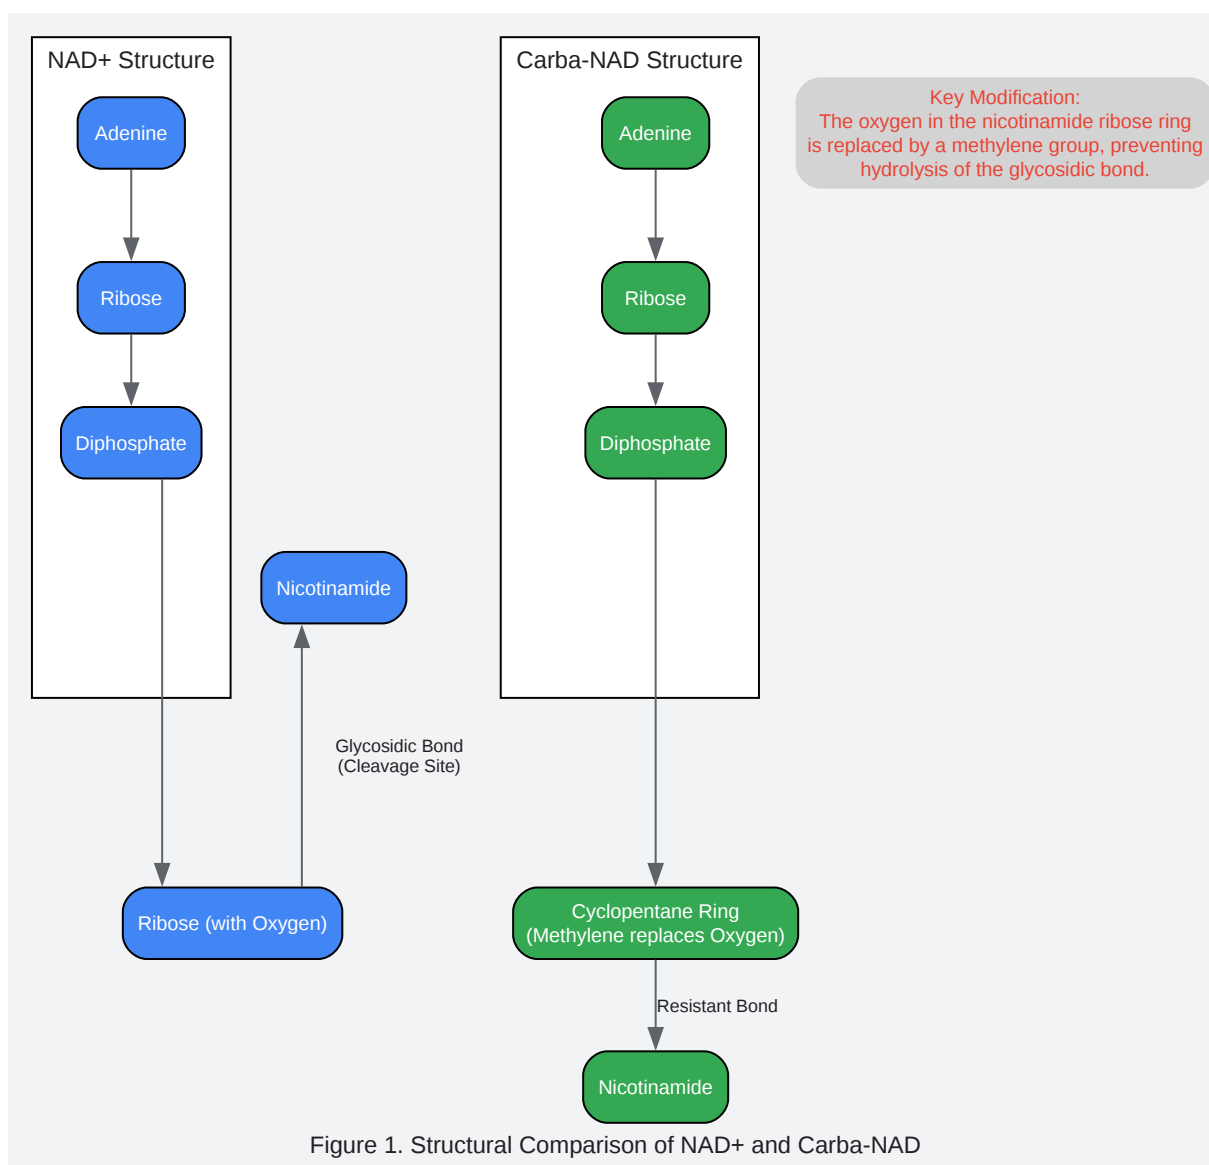 NAD+ Structure
Adenine
Ribose
Diphosphate
Nicotinamide
Glycosidic Bond
(Cleavage Site)
Ribose (with Oxygen)
Carba-NAD Structure
Adenine
Ribose
Diphosphate
Cyclopentane Ring
(Methylene replaces Oxygen)
Resistant Bond
Nicotinamide
Key Modification:
The oxygen in the nicotinamide ribose ring
is replaced by a methylene group, preventing
hydrolysis of the glycosidic bond.
Figure 1. Structural Comparison of NAD+ and Carba-NAD